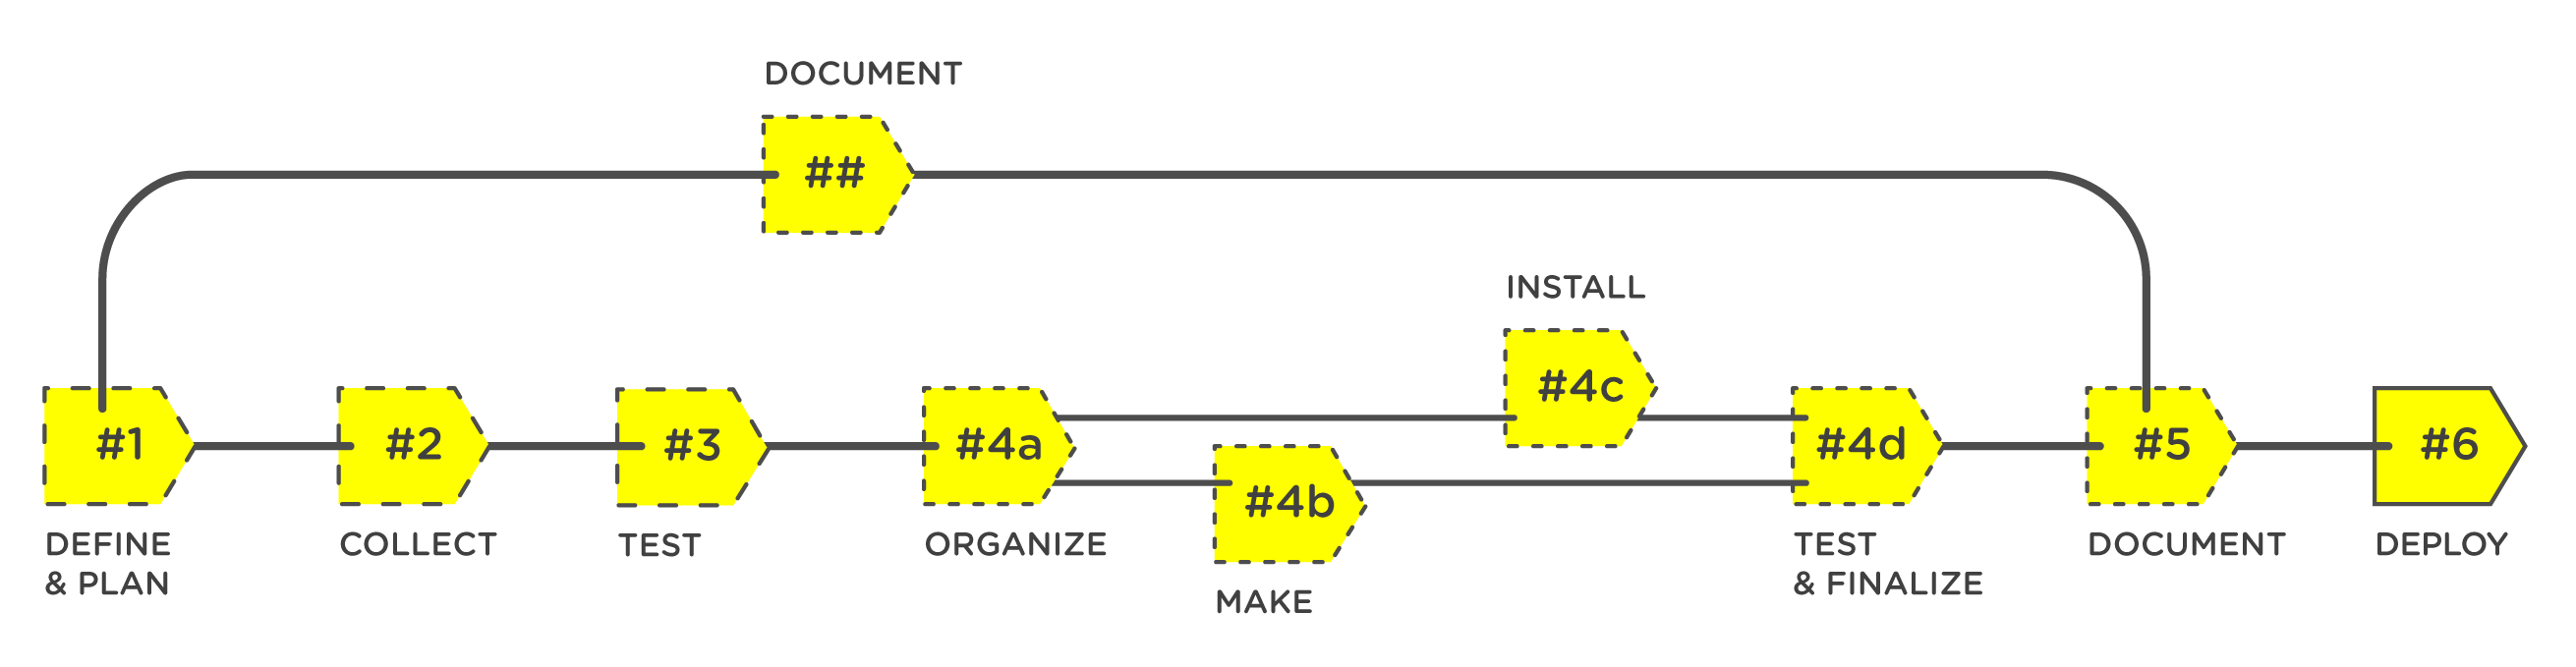 DOCUMENT
##
INSTALL
#4c
#1
#2
#3
#4a
#4b
#4d
#5
#6
DEFINE
& PLAN
COLLECT
TEST
ORGANIZE
MAKE
TEST
& FINALIZE
DOCUMENT
DEPLOY